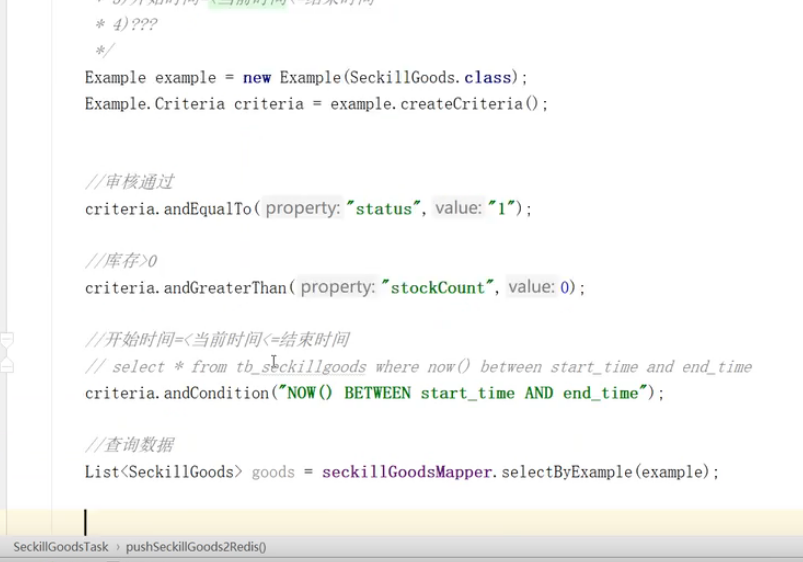 * 3)开始时间=<当前时间<=结束时间
* 4)???
*/
Example example = new Example(SeckillGoods.class);
Example.Criteria criteria = example.createCriteria();
//审核通过
criteria.andEqualTo( property: "status", value: "1");
//库存>0
criteria.andGreaterThan( property: "stockCount", value: 0);
//开始时间=<当前时间<=结束时间
// select * from tb_seckillgoods where now() between start_time and end_time
criteria.andCondition("NOW() BETWEEN start_time AND end_time");
//查询数据
List<SeckillGoods> goods = seckillGoodsMapper.selectByExample(example);
SeckillGoodsTask › pushSeckillGoods2Redis()